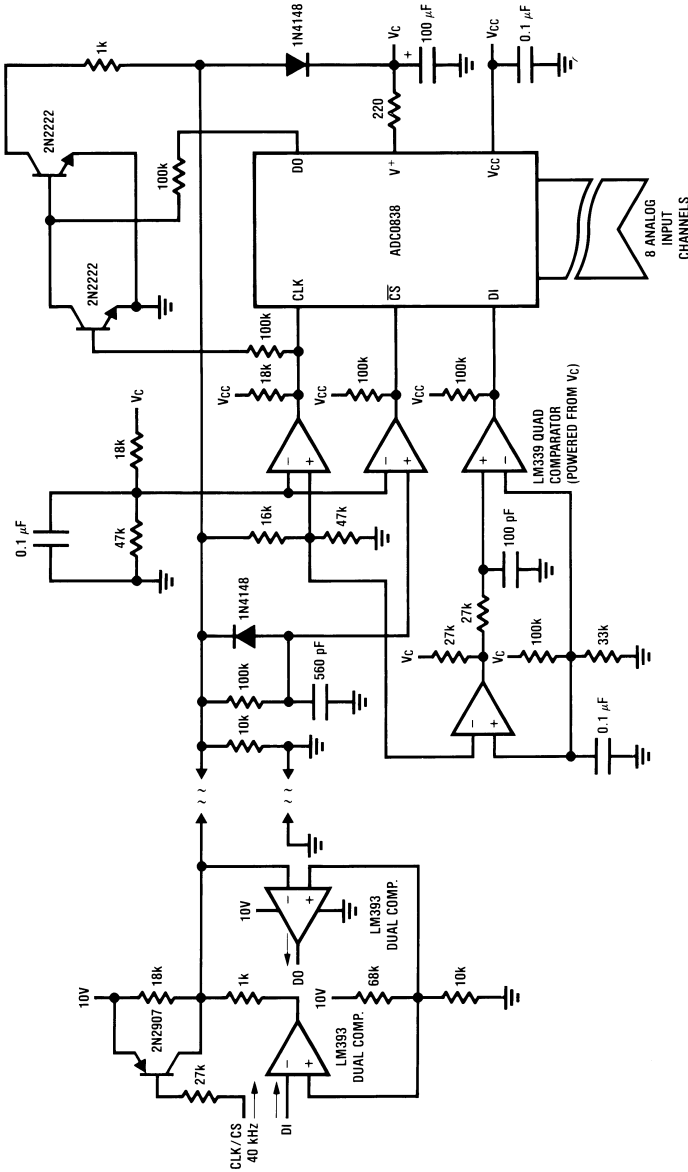 10V
18k
2N2907
27k
CLK/CS
40 kHz
DI
1k
10V
DO
LM393
DUAL COMP.
10V
68k
LM393
DUAL COMP.
10k
~
~
~
~
10k
100k
1N4148
560 pF
0.1 μF
47k
18k
VC
16k
47k
VCC
18k
100k
VCC
100k
VCC
100k
−
+
−
+
+
−
−
+
−
+
−
+
LM339 QUAD
COMPARATOR
(POWERED FROM VC)
VC
27k
27k
100 pF
VC
100k
33k
0.1 μF
2N2222
2N2222
1k
100k
1N4148
CLK
CS
DI
ADC0838
DO
V+
VCC
220
VC
+
100 μF
VCC
0.1 μF
8 ANALOG
INPUT
CHANNELS